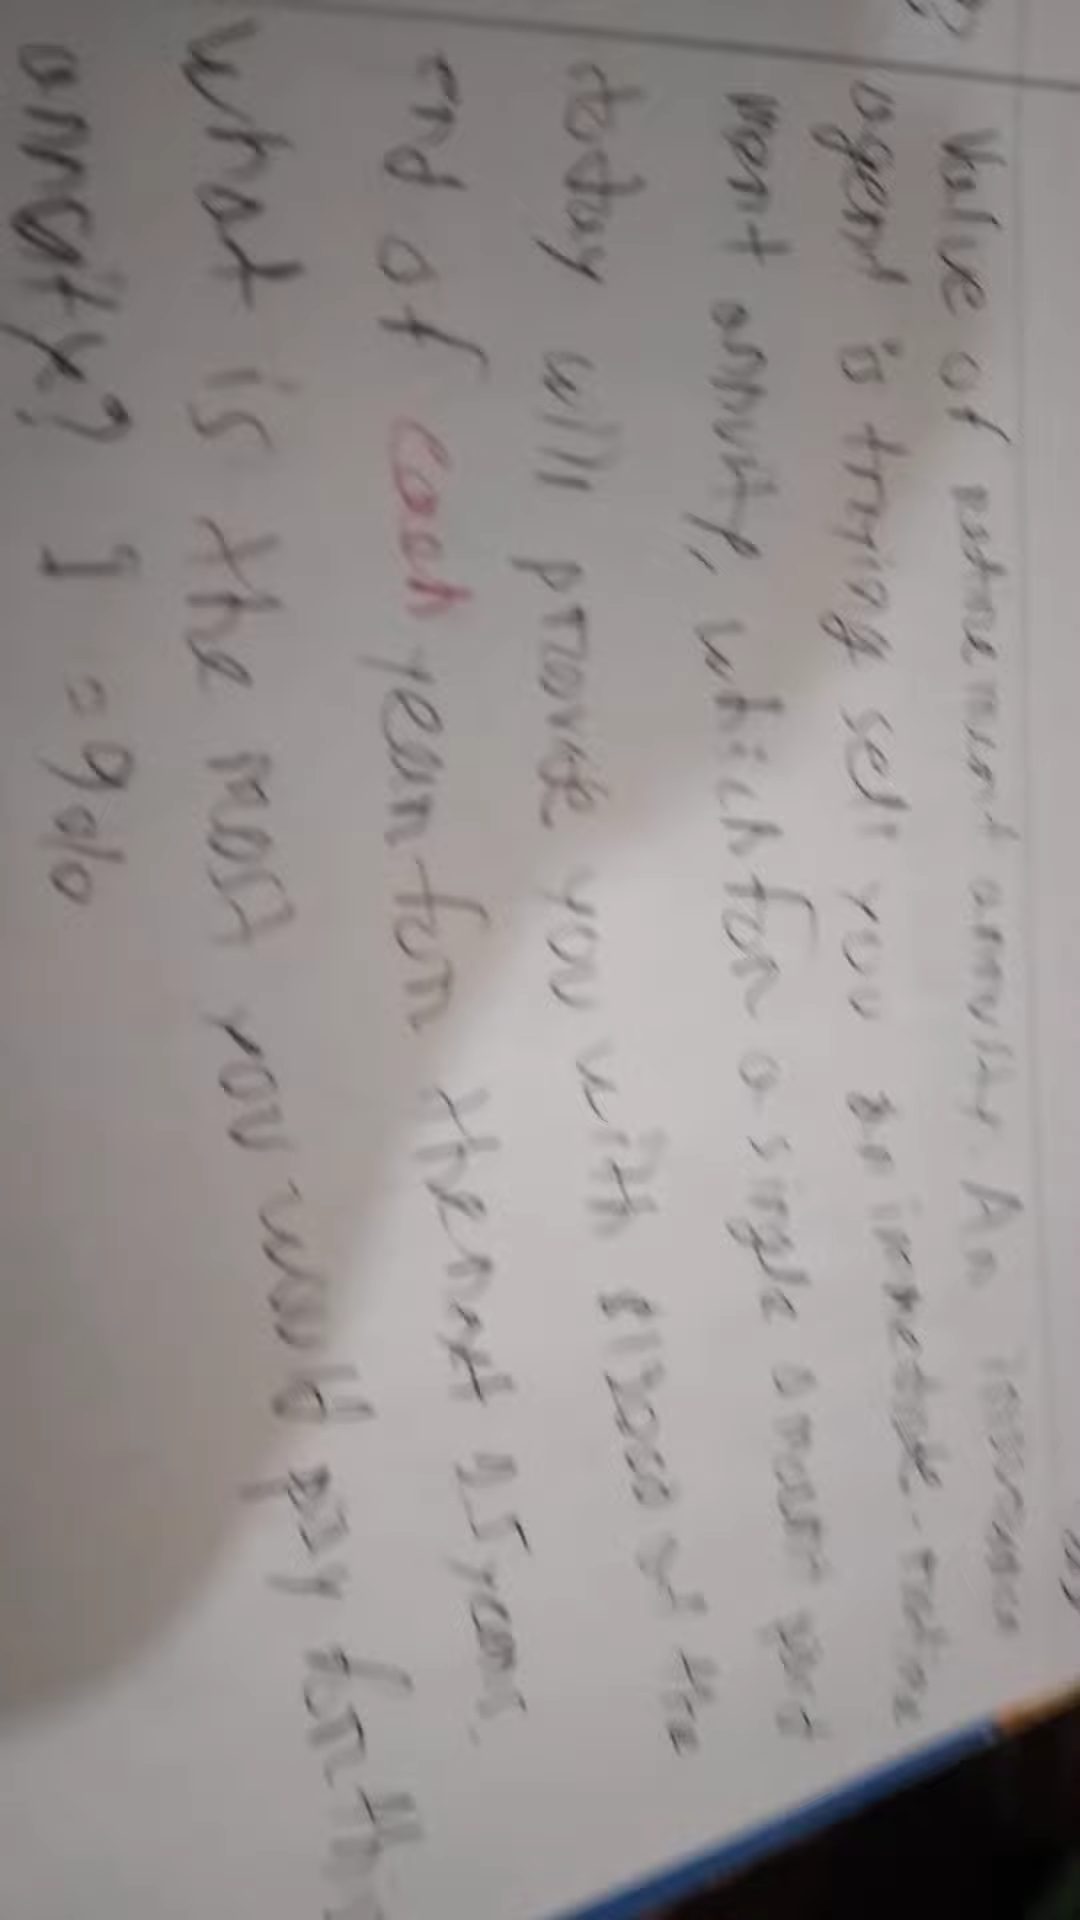 Value of retirement annuity. An Insurance
agent is trying sell you an immediate-retire
ment annuity, which for a single amount paid
today will provide you with $12000 at the
end of each year for the next 25 years.
What is the most you would pay for this
annuity? I = 9%